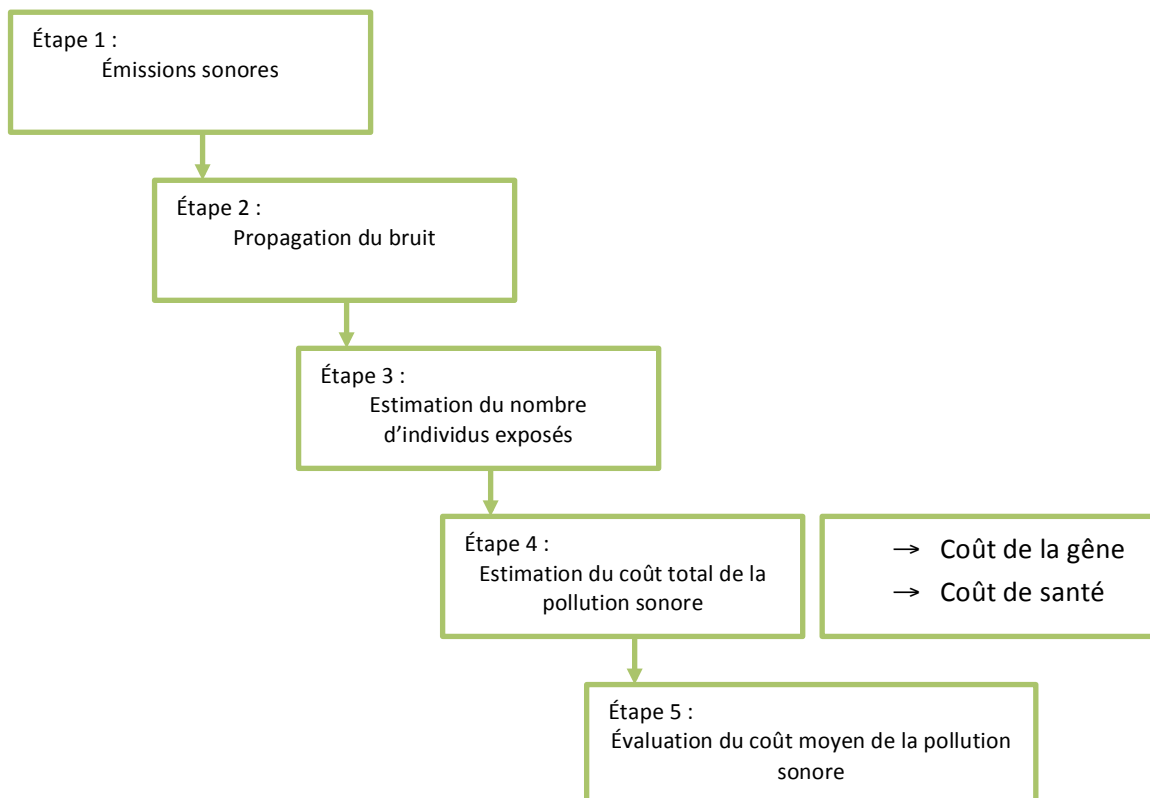 Étape 1 :
Émissions sonores
Étape 2 :
Propagation du bruit
Étape 3 :
Estimation du nombre
d’individus exposés
Étape 4 :
Estimation du coût total de la
pollution sonore
→ Coût de la gêne
→ Coût de santé
Étape 5 :
Évaluation du coût moyen de la pollution
sonore